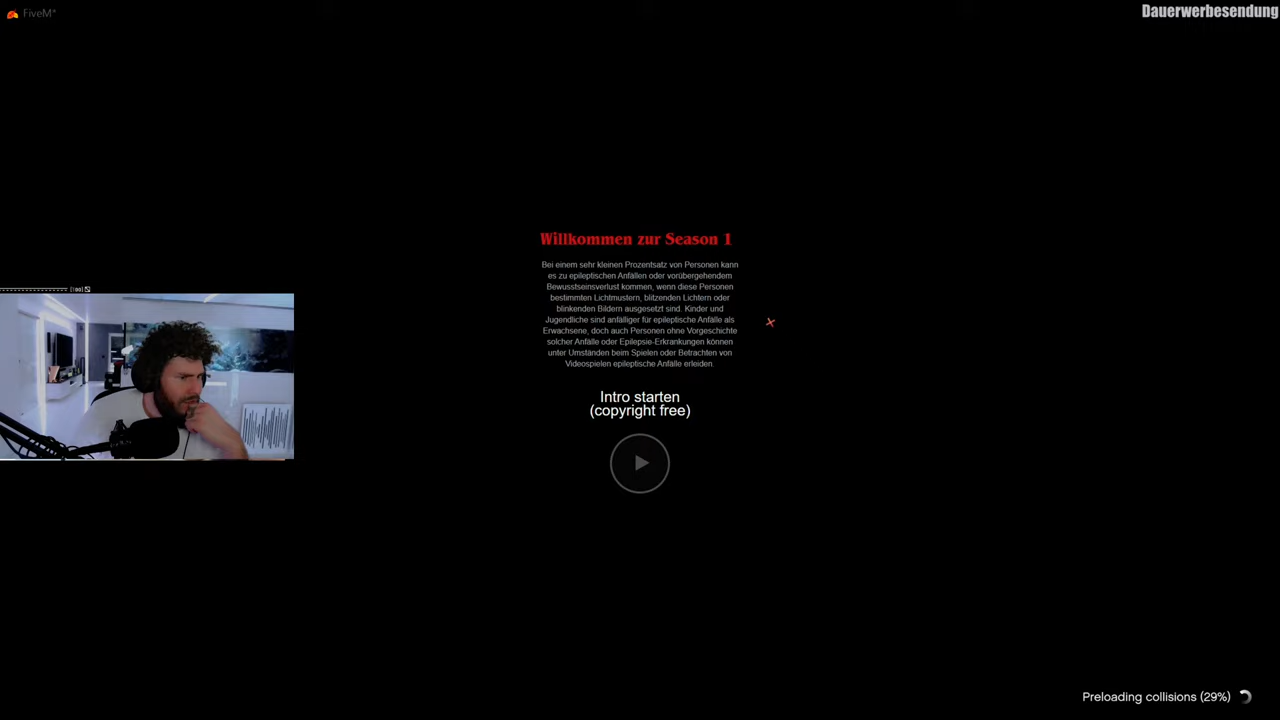 FiveM*
Dauerwerbesendung
Willkommen zur Season 1
Bei einem sehr kleinen Prozentsatz von Personen kann
es zu epileptischen Anfällen oder vorübergehendem
Bewusstseinsverlust kommen, wenn diese Personen
bestimmten Lichtmustern, blitzenden Lichtern oder
blinkenden Bildern ausgesetzt sind. Kinder und
Jugendliche sind anfälliger für epileptische Anfälle als
Erwachsene, doch auch Personen ohne Vorgeschichte
solcher Anfälle oder Epilepsie-Erkrankungen können
unter Umständen beim Spielen oder Betrachten von
Videospielen epileptische Anfälle erleiden.
Intro starten
(copyright free)
Preloading collisions (29%)